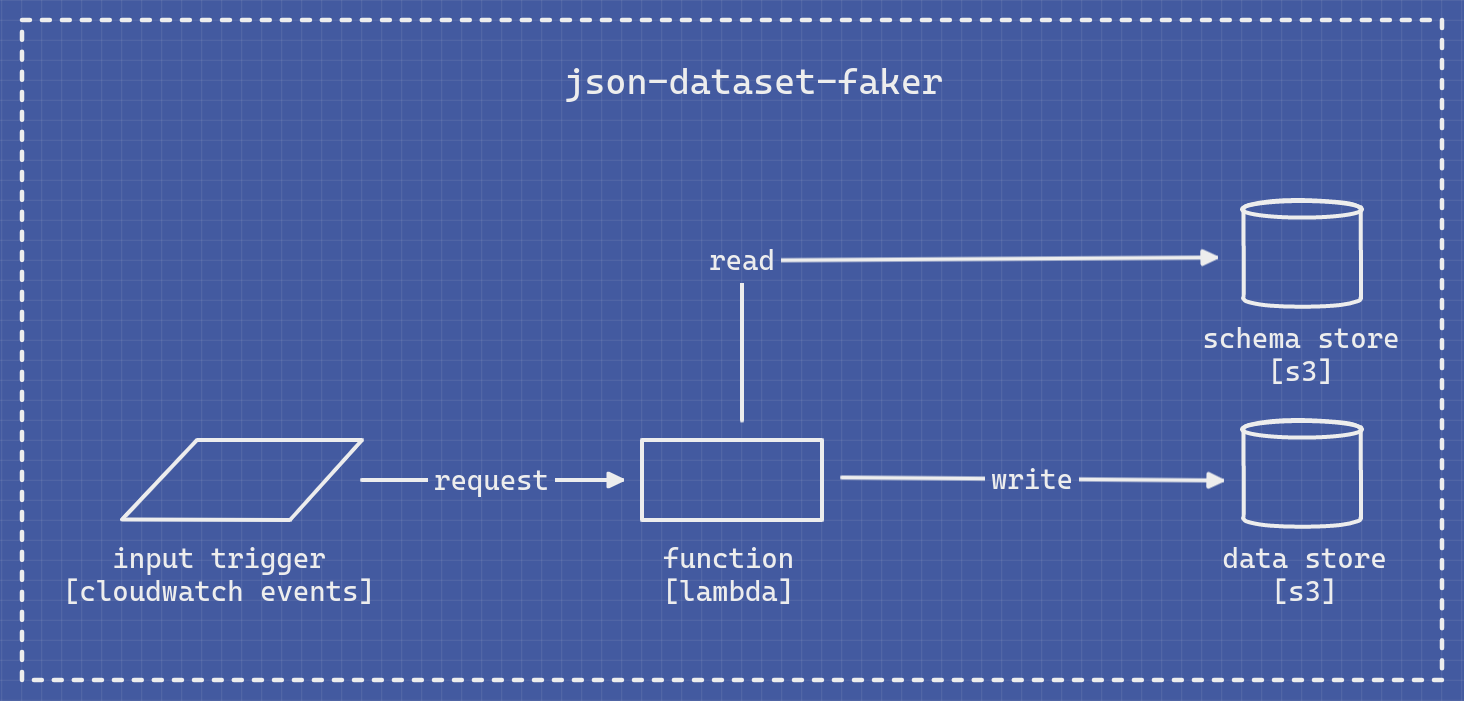 json-dataset-faker
read
schema store
[s3]
request
write
input trigger
[cloudwatch events]
function
[lambda]
data store
[s3]